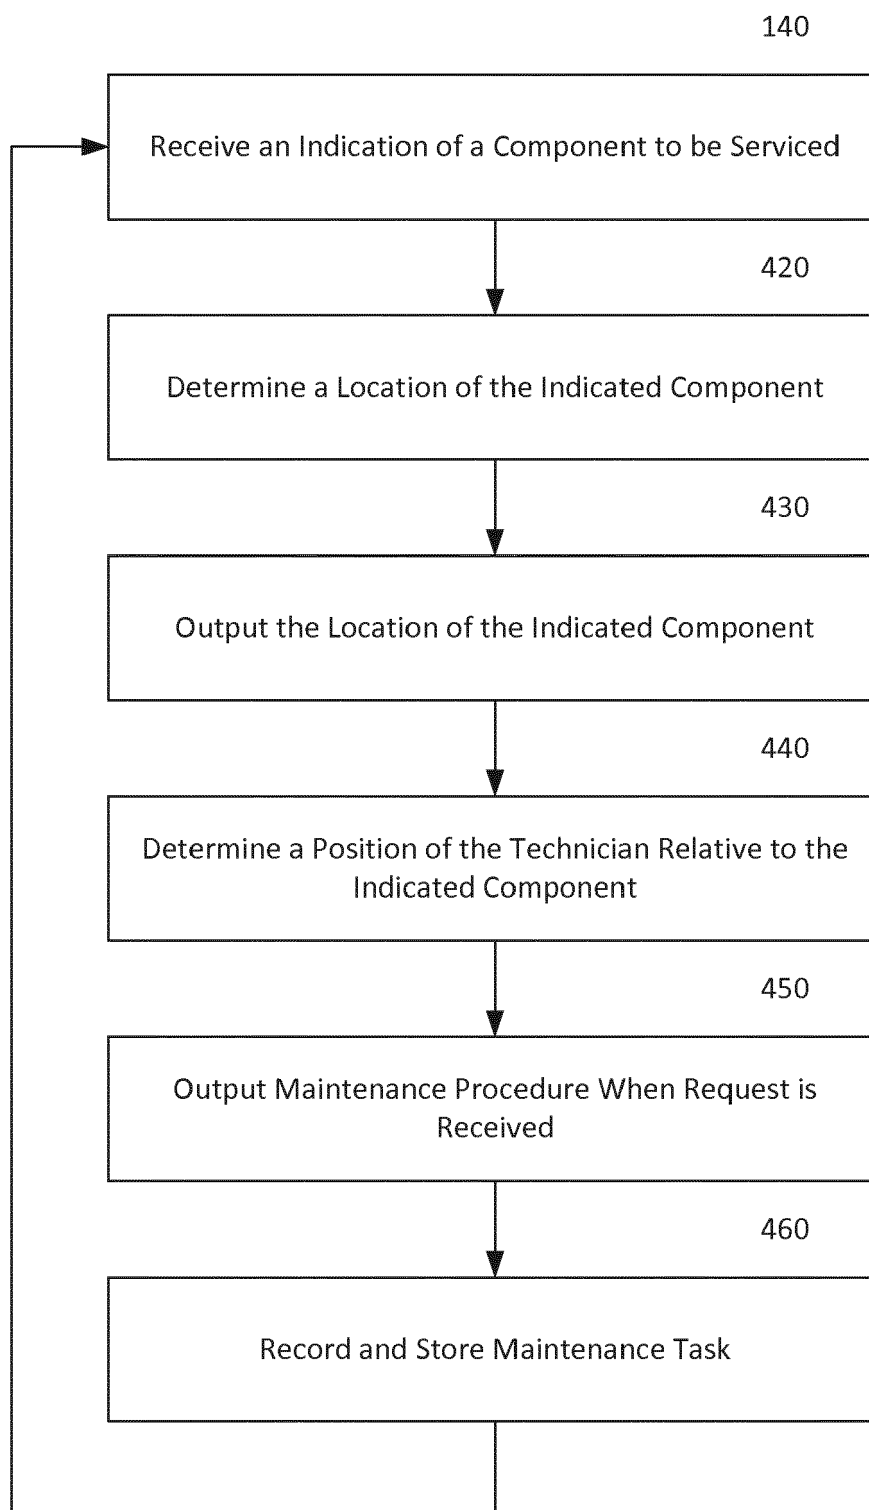 140
Receive an Indication of a Component to be Serviced
420
Determine a Location of the Indicated Component
430
Output the Location of the Indicated Component
440
Determine a Position of the Technician Relative to the
Indicated Component
450
Output Maintenance Procedure When Request is
Received
460
Record and Store Maintenance Task